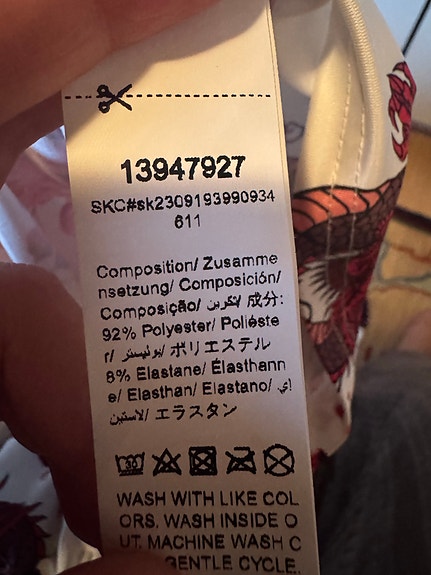 13947927
SKC#sk2309193990934
611
Composition/ Zusamme
nsetzung/ Composición/
Composição/ تكوين/ 成分:
92% Polyester/ Poliéste
r/ بوليستر/ ポリエステル
8% Elastane/ Élasthann
e/ Elasthan/ Elastano/ إي
لاستين/ エラスタン
WASH WITH LIKE COL
ORS. WASH INSIDE O
UT. MACHINE WASH C
GENTLE CYCLE.